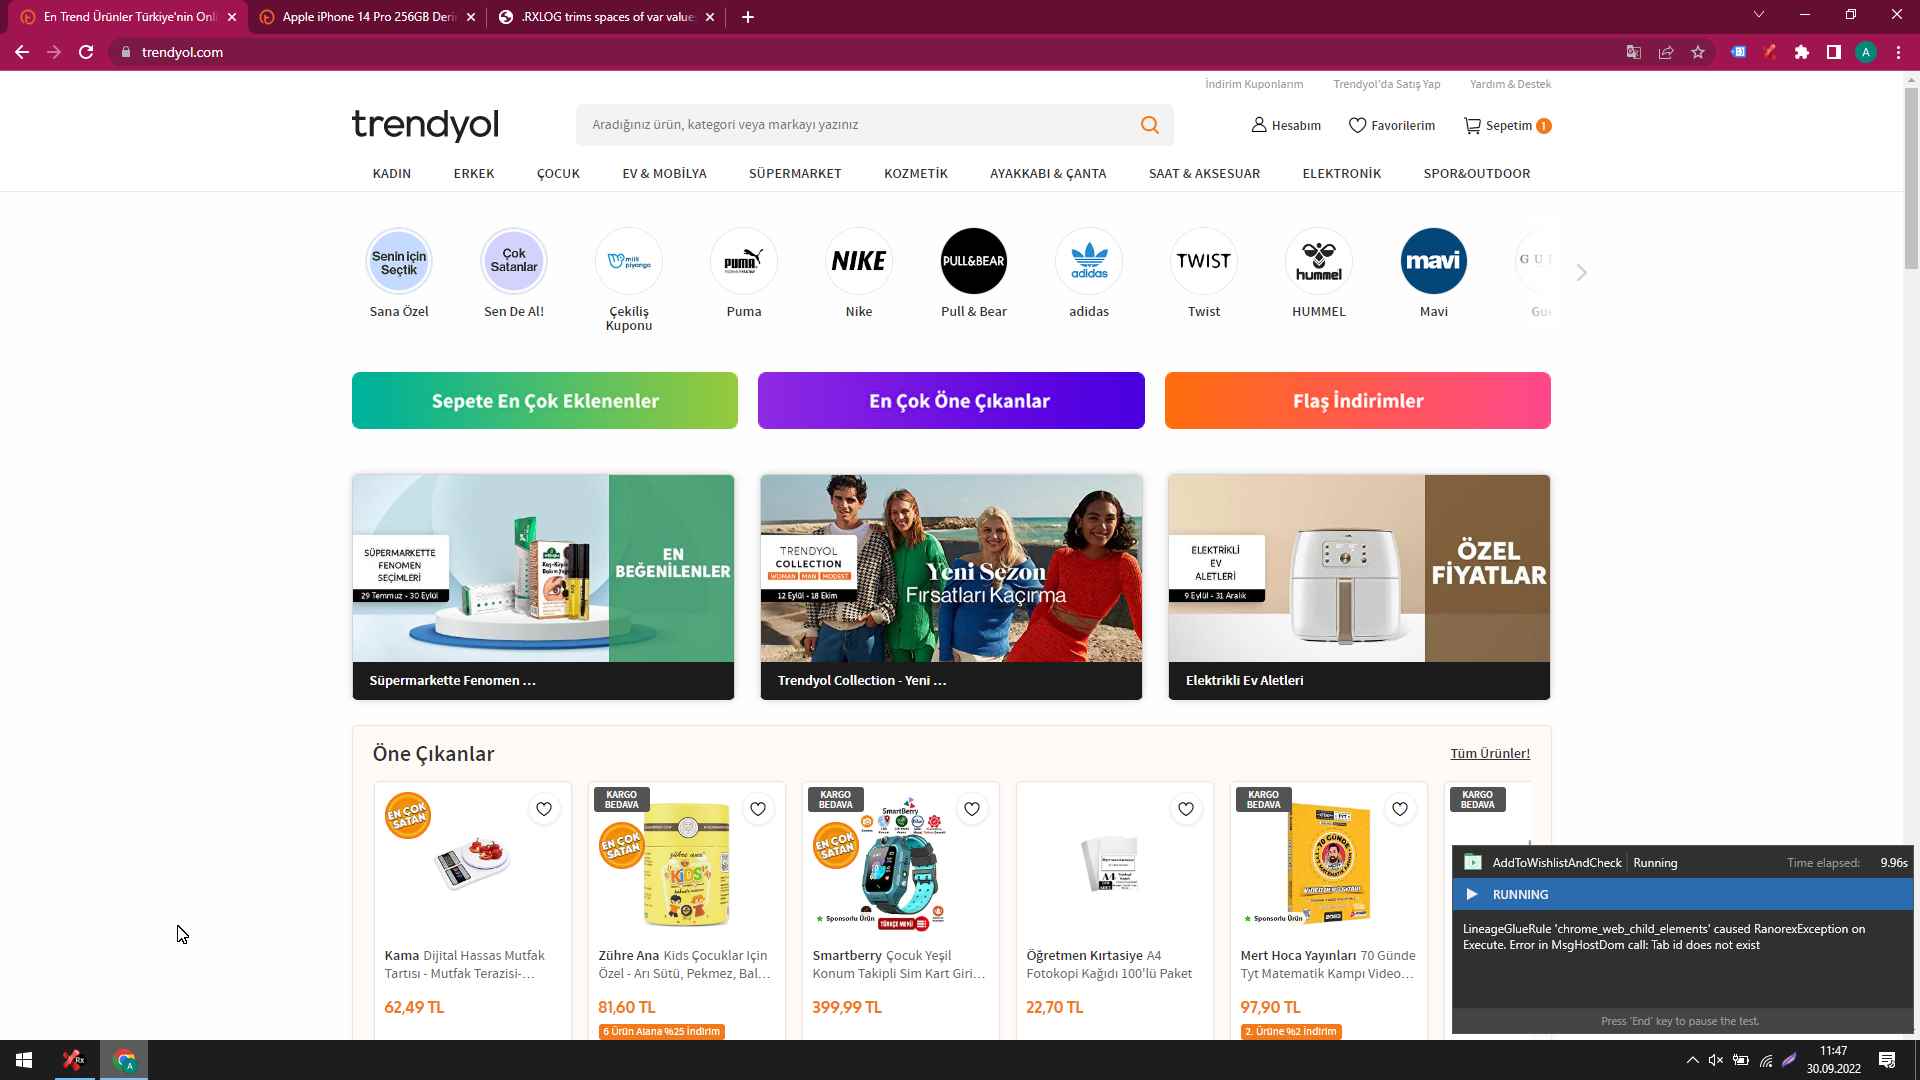 En Trend Ürünler Türkiye'nin Onli
Apple iPhone 14 Pro 256GB Derin
.RXLOG trims spaces of var value
trendyol.com
A
İndirim Kuponlarım
Trendyol'da Satış Yap
Yardım & Destek
trendyol
Aradığınız ürün, kategori veya markayı yazınız
Hesabım
Favorilerim
Sepetim 1
KADIN
ERKEK
ÇOCUK
EV & MOBİLYA
SÜPERMARKET
KOZMETİK
AYAKKABI & ÇANTA
SAAT & AKSESUAR
ELEKTRONİK
SPOR&OUTDOOR
Senin için
Seçtik
Çok
Satanlar
milli
piyango
PUMA
NIKE
PULL&BEAR
adidas
TWIST
hummel
mavi
Sana Özel
Sen De Al!
Çekiliş
Kuponu
Puma
Nike
Pull & Bear
adidas
Twist
HUMMEL
Mavi
Sepete En Çok Eklenenler
En Çok Öne Çıkanlar
Flaş İndirimler
SÜPERMARKETTE
FENOMEN
SEÇİMLERİ
29 Temmuz - 30 Eylül
EN
BEĞENİLENLER
Süpermarkette Fenomen ...
TRENDYOL
COLLECTION
WOMAN | MAN | MODEST
12 Eylül - 18 Ekim
Yeni Sezon
Fırsatları Kaçırma
Trendyol Collection - Yeni ...
ELEKTRİKLİ
EV
ALETLERİ
9 Eylül - 31 Aralık
ÖZEL
FİYATLAR
Elektrikli Ev Aletleri
Öne Çıkanlar
Tüm Ürünler!
EN ÇOK
SATAN
Kama Dijital Hassas Mutfak
Tartısı - Mutfak Terazisi-...
62,49 TL
KARGO
BEDAVA
EN ÇOK
SATAN
KiDS
Zühre Ana Kids Çocuklar Için
Özel - Arı Sütü, Pekmez, Bal...
81,60 TL
6 Ürün Alana %25 İndirim
KARGO
BEDAVA
EN ÇOK
SATAN
SmartBerry
Sponsorlu Ürün
TÜRKÇE MENÜ
Smartberry Çocuk Yeşil
Konum Takipli Sim Kart Giri...
399,99 TL
A4
Öğretmen Kırtasiye A4
Fotokopi Kağıdı 100'lü Paket
22,70 TL
KARGO
BEDAVA
70 GÜNDE
Sponsorlu Ürün
Mert Hoca Yayınları 70 Günde
Tyt Matematik Kampı Video...
97,90 TL
2. Ürüne %2 İndirim
KARGO
BEDAVA
AddToWishlistAndCheck
Running
Time elapsed: 9.96s
RUNNING
LineageGlueRule 'chrome_web_child_elements' caused RanorexException on
Execute. Error in MsgHostDom call: Tab id does not exist
Press 'End' key to pause the test.
Rx
A
11:47
30.09.2022